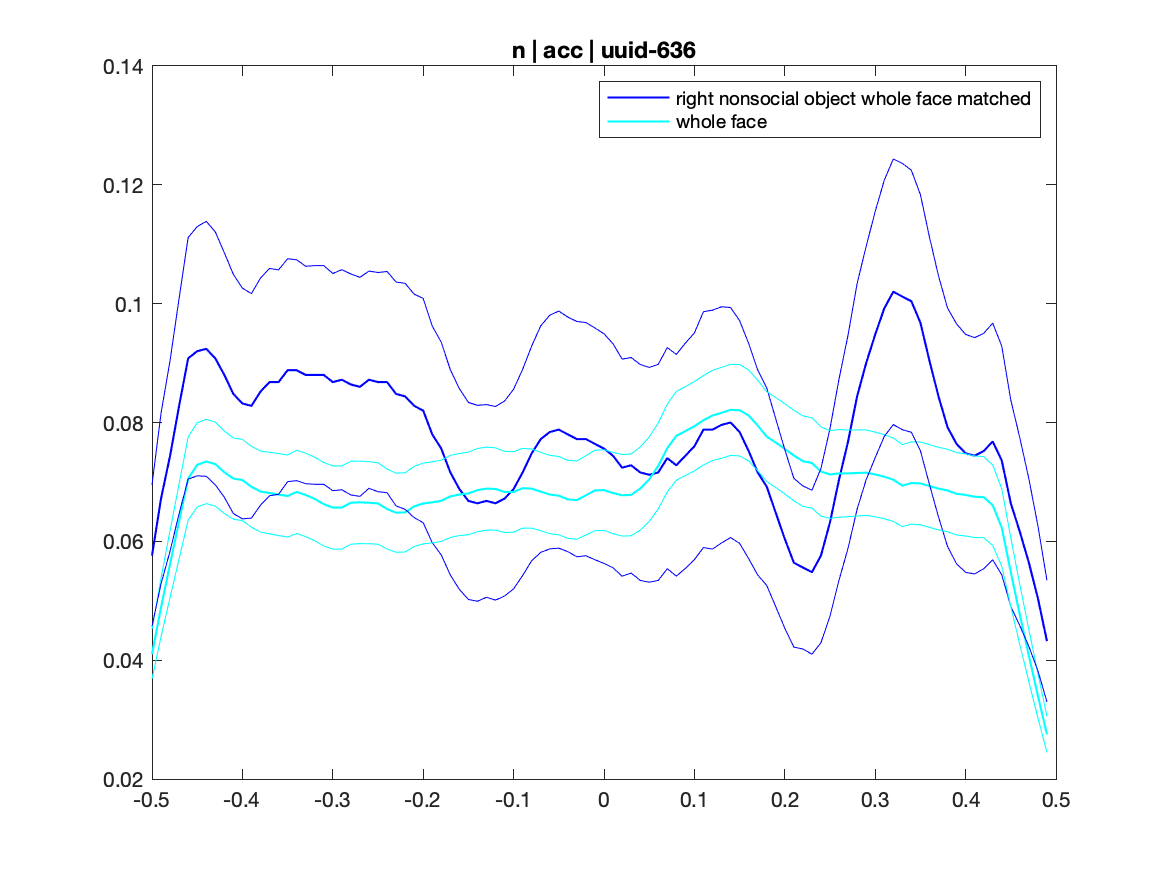 n | acc | uuid-636
right nonsocial object whole face matched
whole face
0.14
0.12
0.1
0.08
0.06
0.04
0.02
-0.5 -0.4 -0.3 -0.2 -0.1 0 0.1 0.2 0.3 0.4 0.5